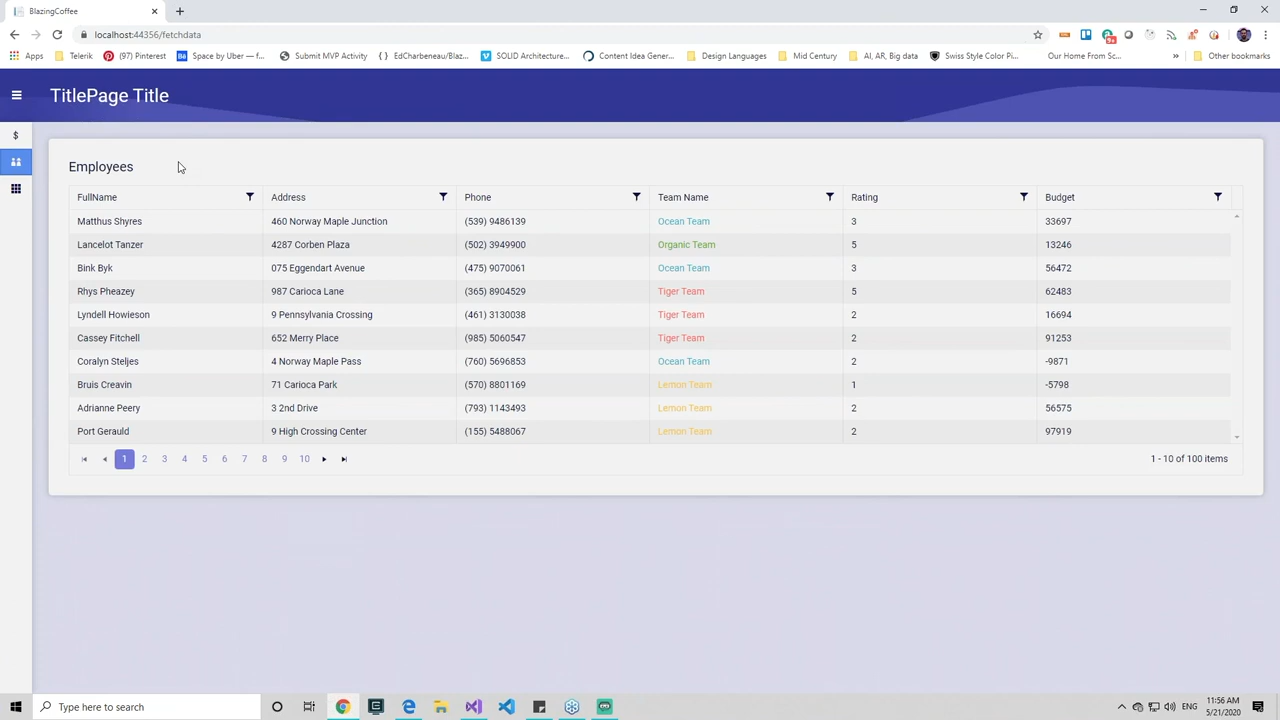 BlazingCoffee
localhost:44356/fetchdata
Apps Telerik (97) Pinterest Space by Uber — f... Submit MVP Activity EdCharbeneau/Blaz... SOLID Architecture... Content Idea Gener... Design Languages Mid Century AI, AR, Big data Swiss Style Color Pi... Our Home From Sc... » Other bookmarks
TitlePage Title
$
Employees
FullName Address Phone Team Name Rating Budget
Matthus Shyres 460 Norway Maple Junction (539) 9486139 Ocean Team 3 33697
Lancelot Tanzer 4287 Corben Plaza (502) 3949900 Organic Team 5 13246
Bink Byk 075 Eggendart Avenue (475) 9070061 Ocean Team 3 56472
Rhys Pheazey 987 Carioca Lane (365) 8904529 Tiger Team 5 62483
Lyndell Howieson 9 Pennsylvania Crossing (461) 3130038 Tiger Team 2 16694
Cassey Fitchell 652 Merry Place (985) 5060547 Tiger Team 2 91253
Coralyn Steljes 4 Norway Maple Pass (760) 5696853 Ocean Team 2 -9871
Bruis Creavin 71 Carioca Park (570) 8801169 Lemon Team 1 -5798
Adrianne Peery 3 2nd Drive (793) 1143493 Lemon Team 2 56575
Port Gerauld 9 High Crossing Center (155) 5488067 Lemon Team 2 97919
1 2 3 4 5 6 7 8 9 10 1 - 10 of 100 items
Type here to search ENG 11:56 AM
5/21/2020